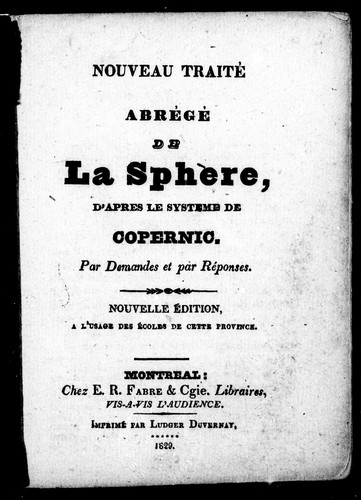 NOUVEAU TRAITÉ
ABRÉGÉ
DE
La Sphère,
D'APRES LE SYSTEME DE
COPERNIC.
Par Demandes et par Réponses.
NOUVELLE ÉDITION,
A L'USAGE DES ÉCOLES DE CETTE PROVINCE.
MONTREAL:
Chez E. R. FABRE & Cgie. Libraires,
VIS-A-VIS L'AUDIENCE.
IMPRIMÉ PAR LUDGER DUVERNAY,
******
1829.